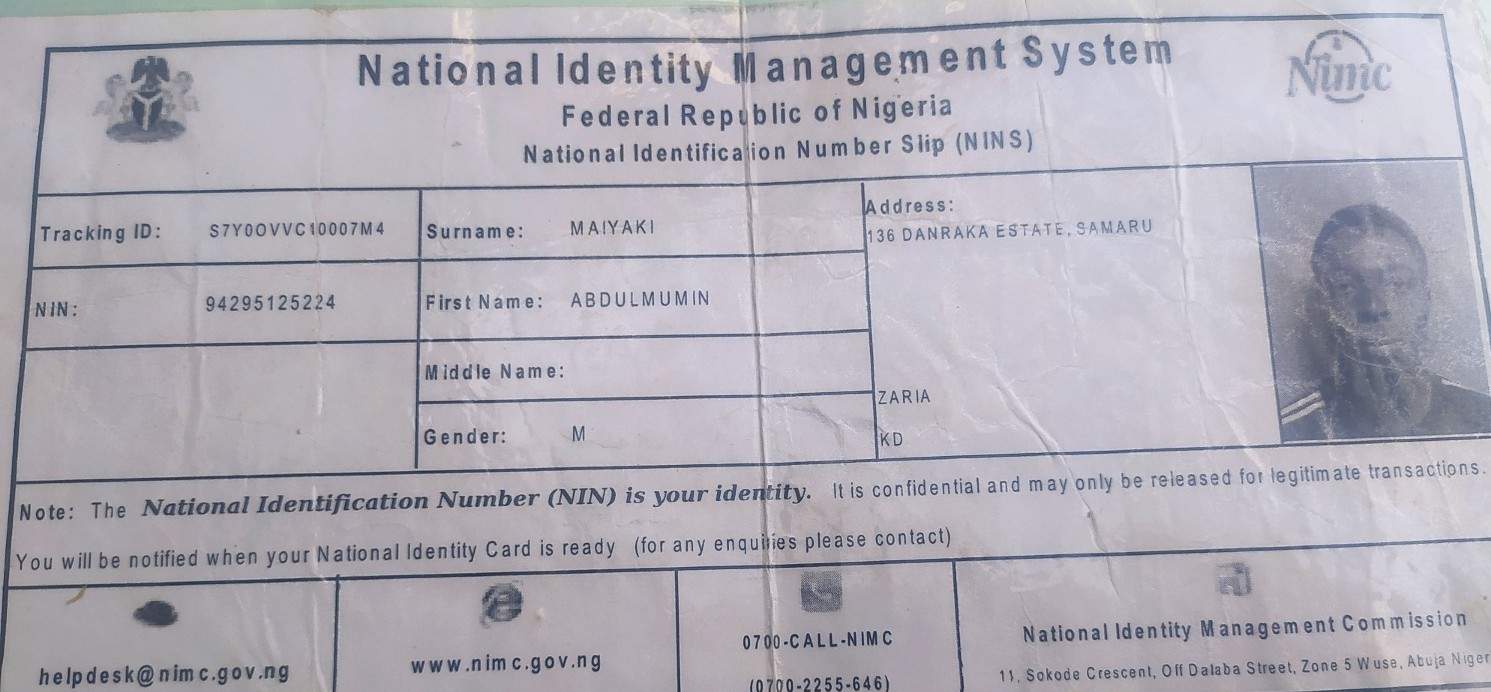 National Identity Management System
Nimc
Federal Republic of Nigeria
National Identification Number Slip (NINS)
Tracking ID: S7Y0OVVC10007M4
Surname: MAIYAKI
Address:
136 DANRAKA ESTATE, SAMARU
NIN: 94295125224
First Name: ABDULMUMIN
Middle Name:
ZARIA
Gender: M
KD
Note: The National Identification Number (NIN) is your identity. It is confidential and may only be released for legitimate transactions.
You will be notified when your National Identity Card is ready (for any enquiries please contact)
helpdesk@nimc.gov.ng
www.nimc.gov.ng
0700-CALL-NIMC
(0700-2255-646)
National Identity Management Commission
11, Sokode Crescent, Off Dalaba Street, Zone 5 Wuse, Abuja Niger